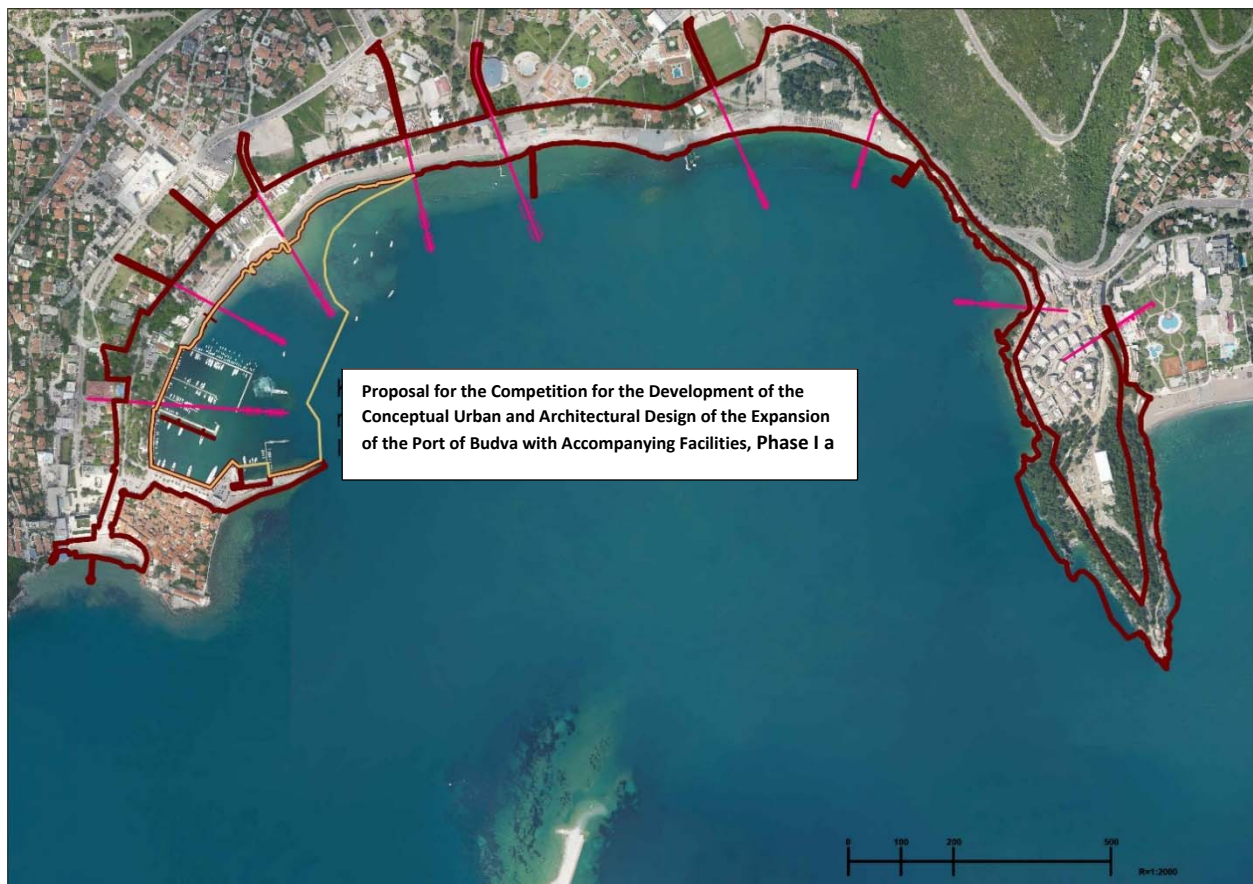 Proposal for the Competition for the Development of the
Conceptual Urban and Architectural Design of the Expansion
of the Port of Budva with Accompanying Facilities, Phase I a
0 100 200 500
R=1:2000